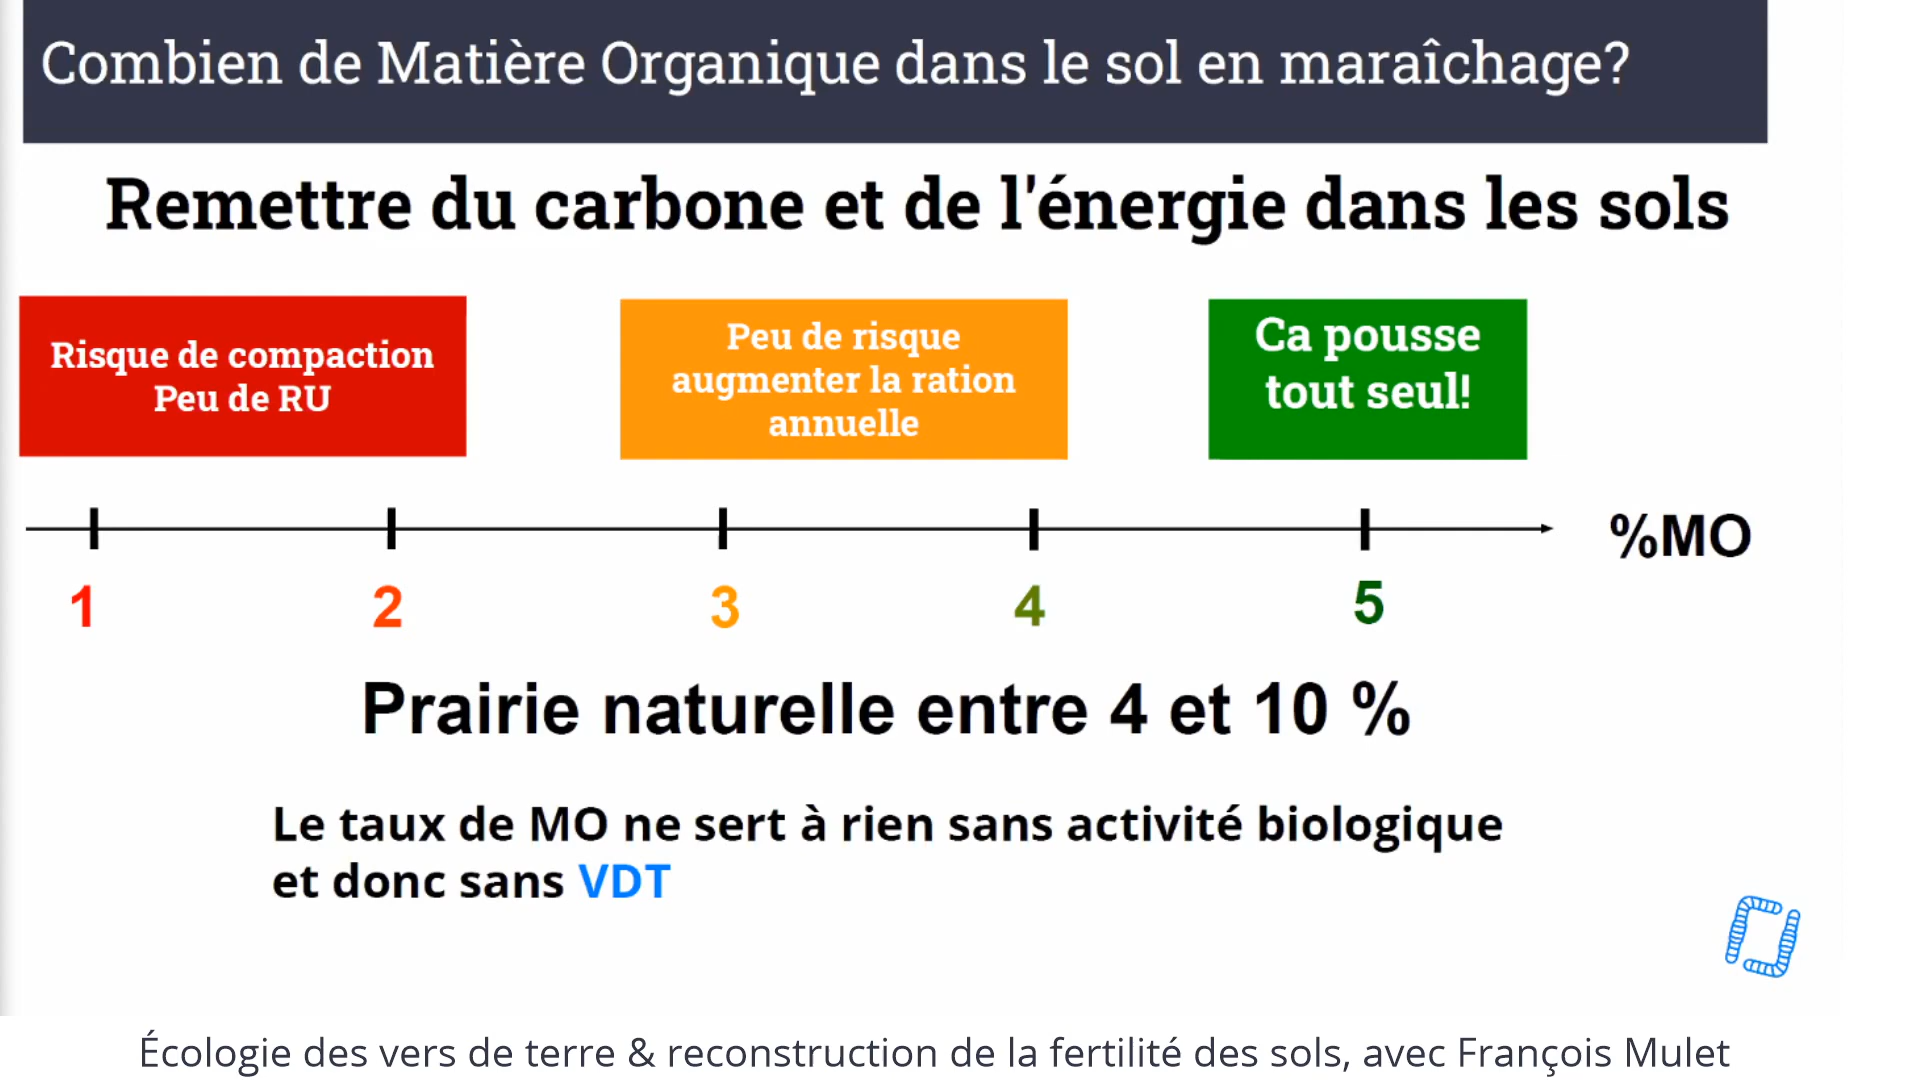 Combien de Matière Organique dans le sol en maraîchage?
Remettre du carbone et de l'énergie dans les sols
Risque de compaction
Peu de RU
Peu de risque
augmenter la ration
annuelle
Ca pousse
tout seul!
%MO
1 2 3 4 5
Prairie naturelle entre 4 et 10 %
Le taux de MO ne sert à rien sans activité biologique
et donc sans VDT
Écologie des vers de terre & reconstruction de la fertilité des sols, avec François Mulet